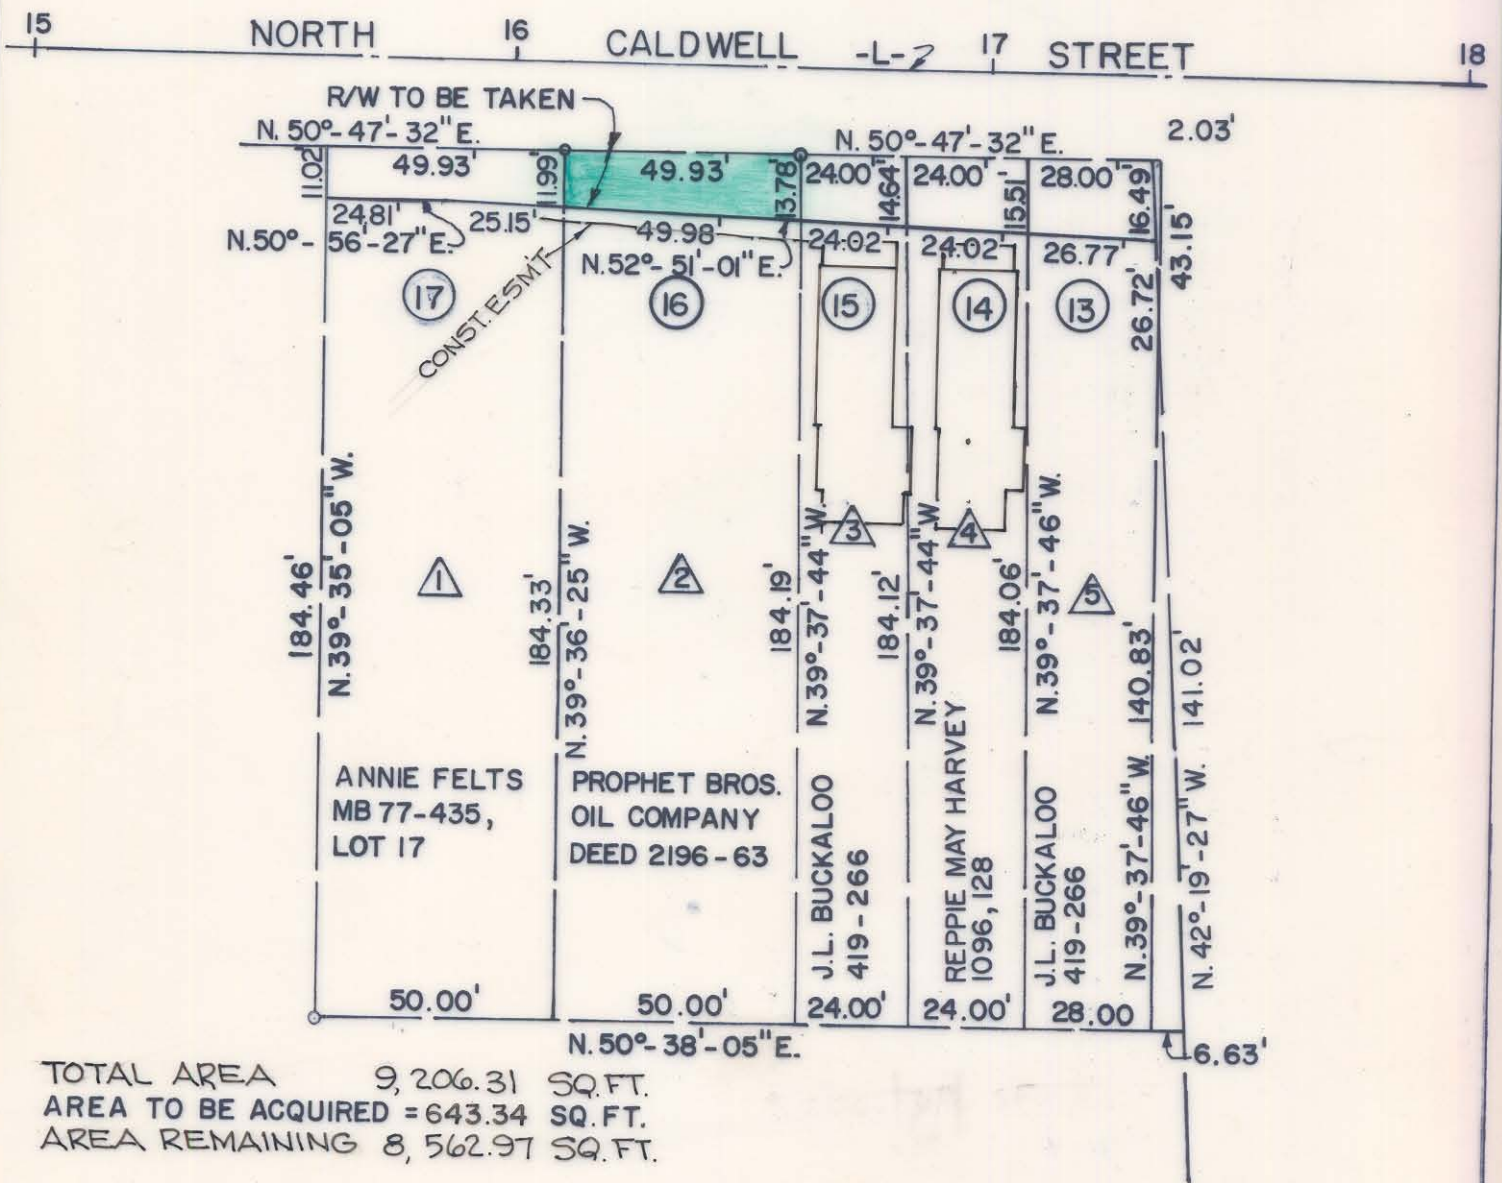 15 16 17 18
NORTH CALDWELL -L- STREET
R/W TO BE TAKEN
N. 50°-47'-32" E.
N. 50°-47'-32" E.
2.03'
11.02'
49.93'
11.99'
49.93'
13.78'
24.00'
14.64'
24.00'
15.51
28.00'
16.49'
43.15'
24.81'
25.15'
49.98'
24.02'
24.02'
26.77'
26.72'
N. 50°-56'-27" E.
N. 52°-51'-01" E.
CONST. ESM'T
17
16
15
14
13
1
2
3
4
5
184.46'
N. 39°-35'-05" W.
184.33'
N. 39°-36'-25" W.
184.19'
N. 39°-37'-44" W.
184.12'
N. 39°-37'-44" W.
184.06'
N. 39°-37'-46" W.
140.83'
N. 39°-37'-46" W.
141.02'
N. 42°-19'-27" W.
ANNIE FELTS
MB 77-435,
LOT 17
PROPHET BROS.
OIL COMPANY
DEED 2196-63
J.L. BUCKALOO
419-266
REPPIE MAY HARVEY
1096,128
J.L. BUCKALOO
419-266
50.00'
50.00'
24.00'
24.00'
28.00
N. 50°-38'-05" E.
6.63'
TOTAL AREA 9,206.31 SQ.FT.
AREA TO BE ACQUIRED = 643.34 SQ.FT.
AREA REMAINING 8,562.97 SQ.FT.